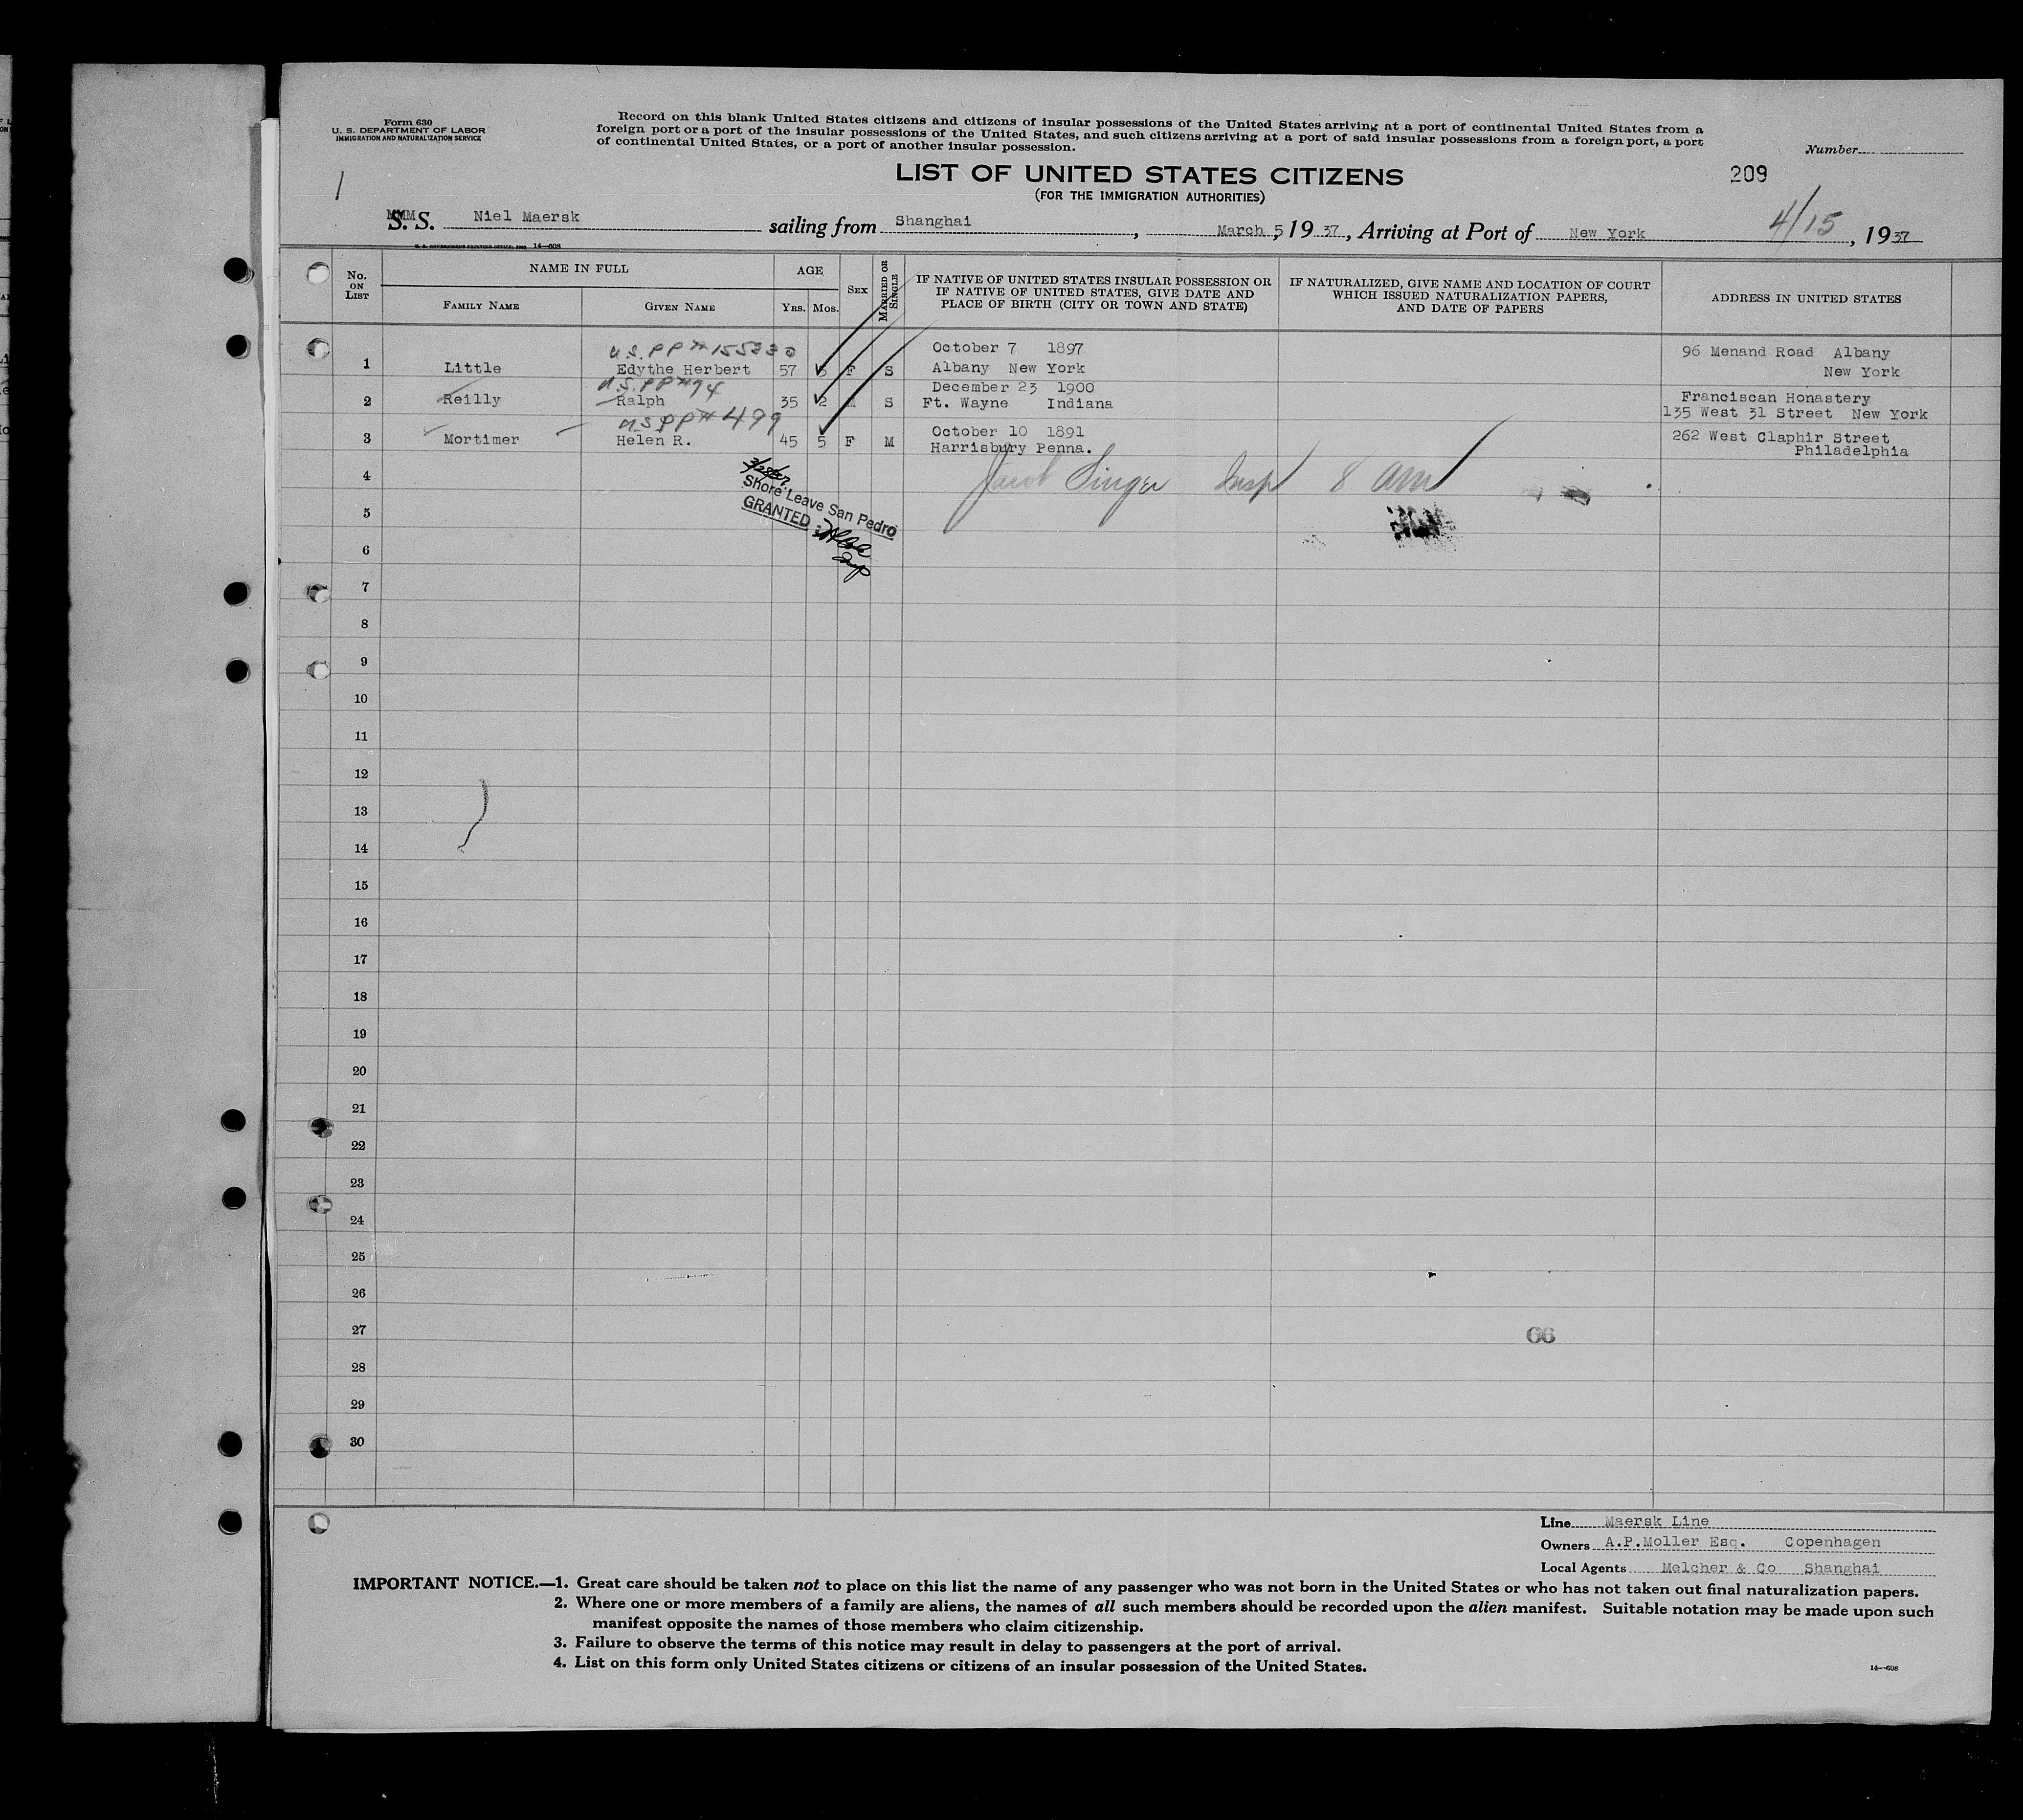 Form 630
U. S. DEPARTMENT OF LABOR
IMMIGRATION AND NATURALIZATION SERVICE
Record on this blank United States citizens and citizens of insular possessions of the United States arriving at a port of continental United States from a
foreign port or a port of the insular possessions of the United States, and such citizens arriving at a port of said insular possessions from a foreign port, a port
of continental United States, or a port of another insular possession.
Number
LIST OF UNITED STATES CITIZENS
209
(FOR THE IMMIGRATION AUTHORITIES)
1
MMM
S. S. Niel Maersk sailing from Shanghai, March 5, 1937, Arriving at Port of New York 4/15, 1937
U. S. GOVERNMENT PRINTING OFFICE 14—608
No. ON LIST
NAME IN FULL
FAMILY NAME
GIVEN NAME
AGE
YRS. MOS.
SEX
MARRIED OR SINGLE
IF NATIVE OF UNITED STATES INSULAR POSSESSION OR
IF NATIVE OF UNITED STATES, GIVE DATE AND
PLACE OF BIRTH (CITY OR TOWN AND STATE)
IF NATURALIZED, GIVE NAME AND LOCATION OF COURT
WHICH ISSUED NATURALIZATION PAPERS,
AND DATE OF PAPERS
ADDRESS IN UNITED STATES
U.S. PP # October 7 1897 96 Menand Road Albany
1 Little Edythe Herbert 57 5 F S Albany New York New York
U.S. PP #94 December 23 1900 Franciscan Honastery
2 Reilly Ralph 35 2 S Ft. Wayne Indiana 135 West 31 Street New York
U.S PP # 499 October 10 1891 262 West Claphir Street
3 Mortimer Helen R. 45 5 F M Harrisbury Penna. Philadelphia
4 Jacob Singer Insp 8 am
Shore Leave San Pedro
GRANTED
5
6
7
8
9
10
11
12
13
14
15
16
17
18
19
20
21
22
23
24
25
26
27
66
28
29
30
Line Maersk Line
Owners A.P.Moller Esq. Copenhagen
Local Agents Melcher & Co Shanghai
IMPORTANT NOTICE.—1. Great care should be taken not to place on this list the name of any passenger who was not born in the United States or who has not taken out final naturalization papers.
2. Where one or more members of a family are aliens, the names of all such members should be recorded upon the alien manifest. Suitable notation may be made upon such
manifest opposite the names of those members who claim citizenship.
3. Failure to observe the terms of this notice may result in delay to passengers at the port of arrival.
4. List on this form only United States citizens or citizens of an insular possession of the United States.
14—608